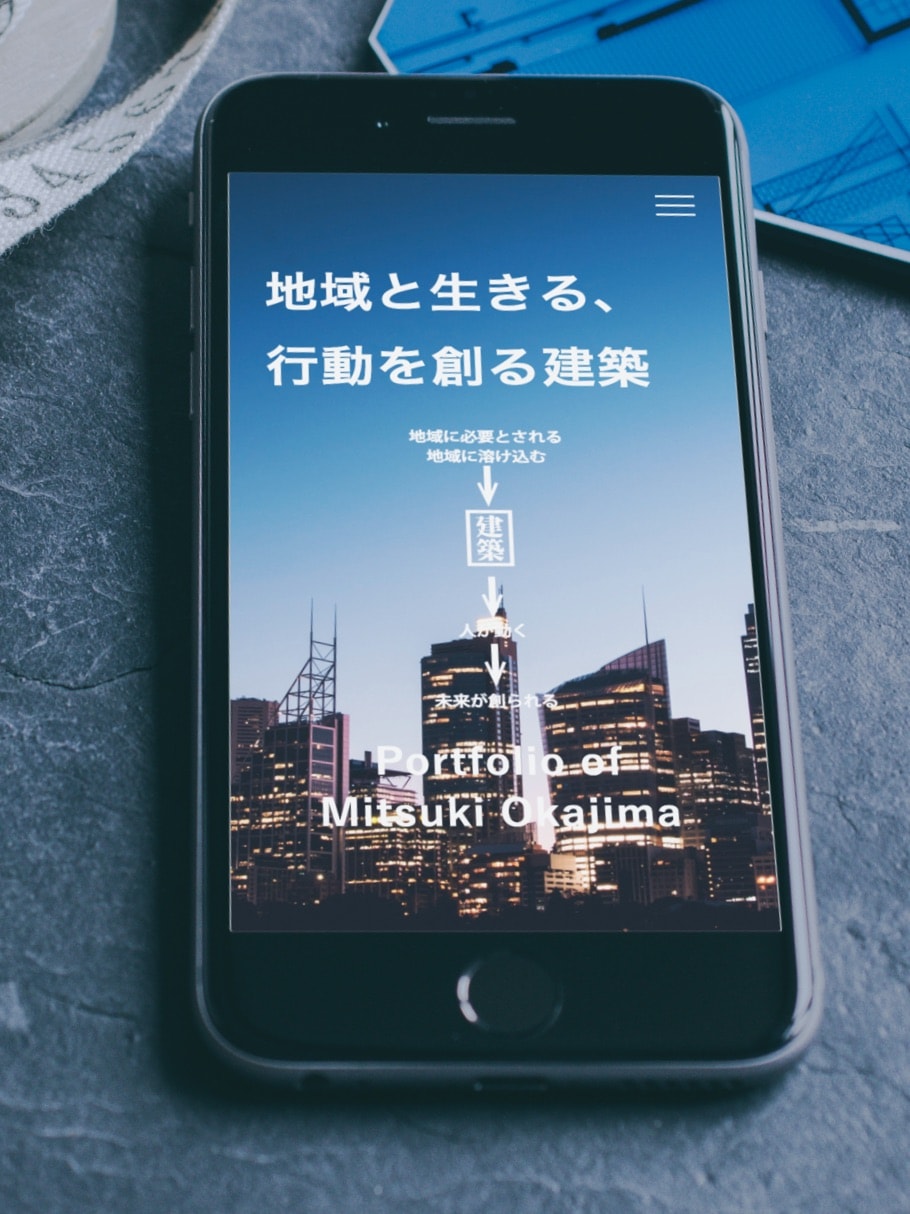 地域と生きる、
行動を創る建築
地域に必要とされる
地域に溶け込む
建築
人が動く
未来が創られる
Portfolio of
Mitsuki Okajima